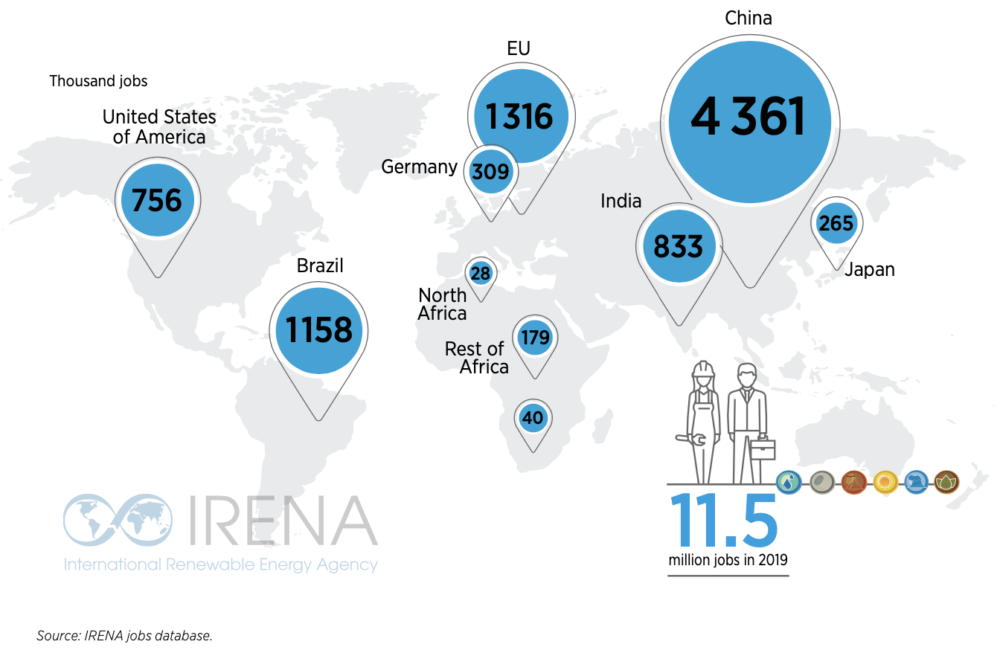 China
EU
Thousand jobs
United States
of America
1 316
4 361
Germany
309
756
India
833
265
Japan
Brazil
1158
28
North
Africa
179
Rest of
Africa
40
11.5
million jobs in 2019
IRENA
International Renewable Energy Agency
Source: IRENA jobs database.